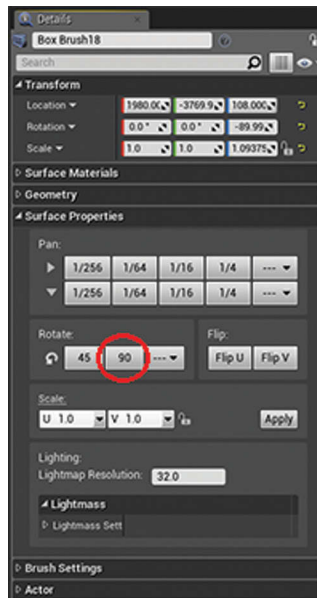 Details
Box Brush18
Search
Transform
Location 1980.0 -3769.9 108.000
Rotation 0.0° 0.0° -89.99
Scale 1.0 1.0 1.09375
Surface Materials
Geometry
Surface Properties
Pan:
1/256 1/64 1/16 1/4 ---
1/256 1/64 1/16 1/4 ---
Rotate: Flip:
45 90 --- Flip U Flip V
Scale:
U 1.0 V 1.0 Apply
Lighting:
Lightmap Resolution: 32.0
Lightmass
Lightmass Sett
Brush Settings
Actor